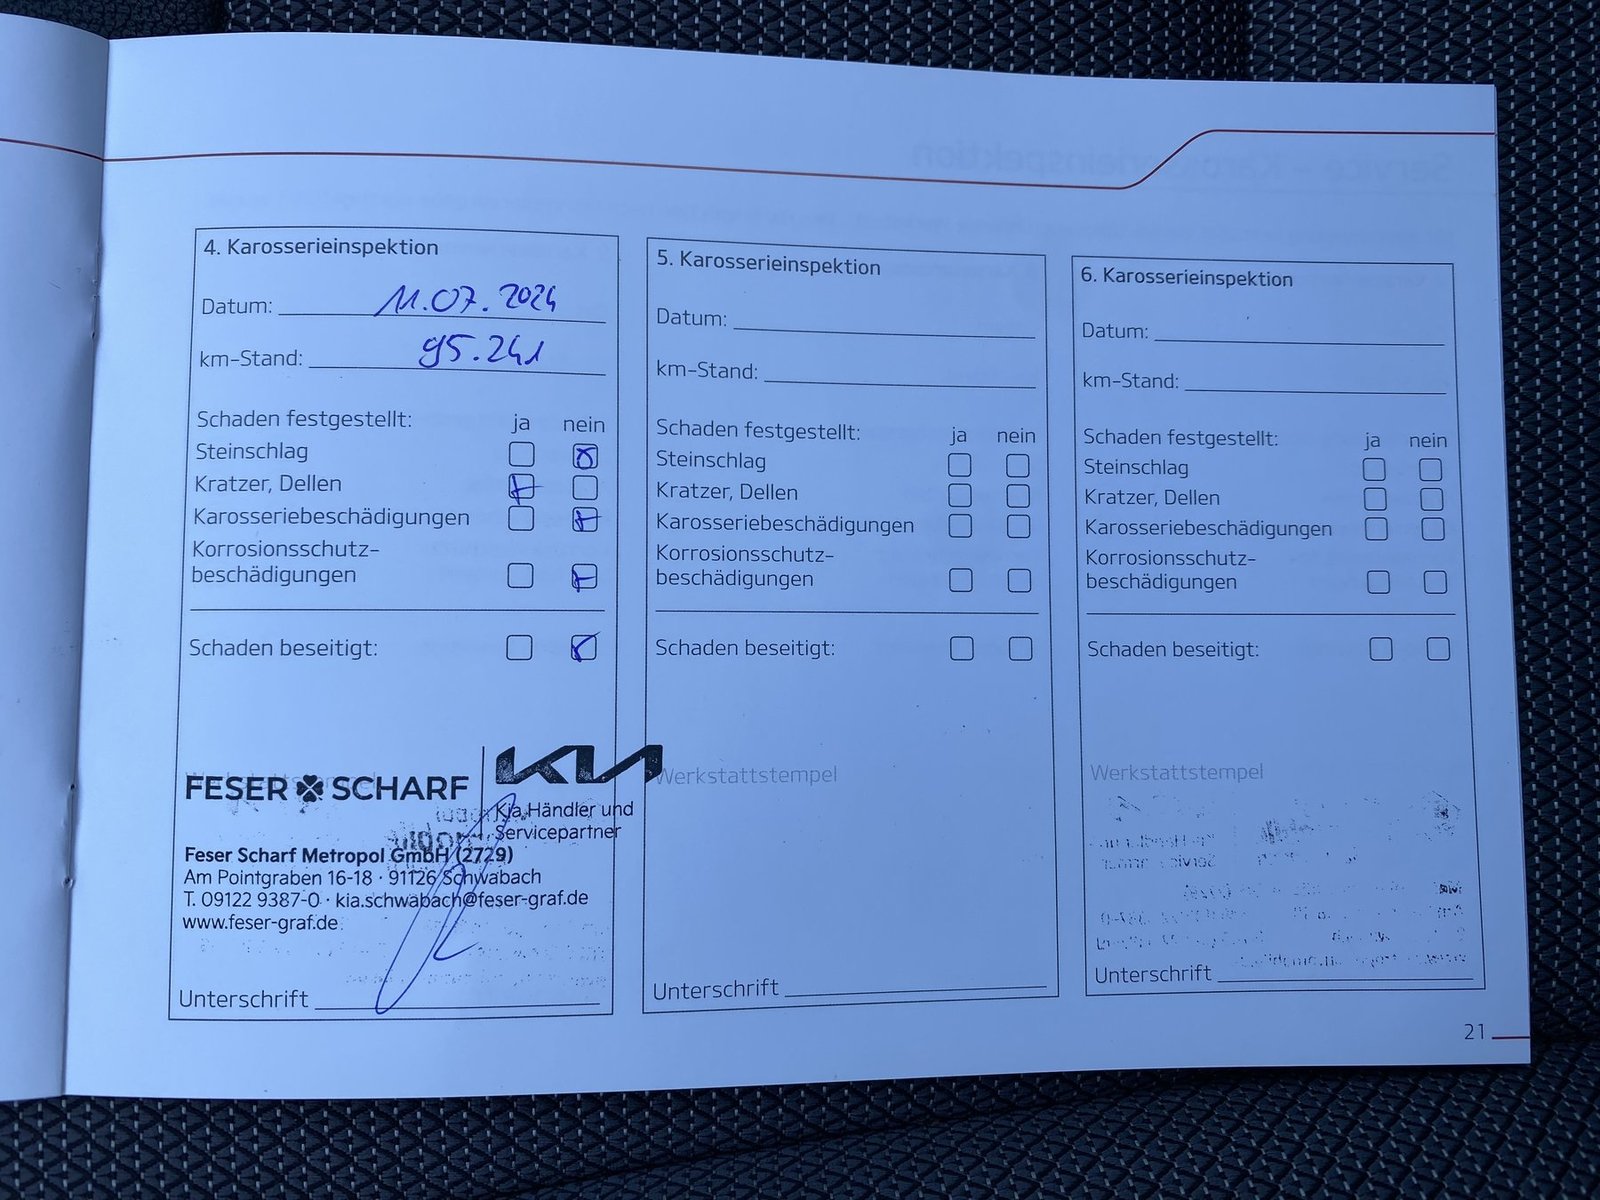 4. Karosserieinspektion
Datum: 11.07.2024
km-Stand: 95.241
Schaden festgestellt: ja nein
Steinschlag
Kratzer, Dellen
Karosseriebeschädigungen
Korrosionsschutz-
beschädigungen
Schaden beseitigt:
FESER SCHARF
KIA
Kia Händler und
Servicepartner
Feser Scharf Metropol GmbH (2729)
Am Pointgraben 16-18 · 91126 Schwabach
T. 09122 9387-0 · kia.schwabach@feser-graf.de
www.feser-graf.de
Unterschrift
5. Karosserieinspektion
Datum:
km-Stand:
Schaden festgestellt: ja nein
Steinschlag
Kratzer, Dellen
Karosseriebeschädigungen
Korrosionsschutz-
beschädigungen
Schaden beseitigt:
Werkstattstempel
Unterschrift
6. Karosserieinspektion
Datum:
km-Stand:
Schaden festgestellt: ja nein
Steinschlag
Kratzer, Dellen
Karosseriebeschädigungen
Korrosionsschutz-
beschädigungen
Schaden beseitigt:
Werkstattstempel
Unterschrift
21